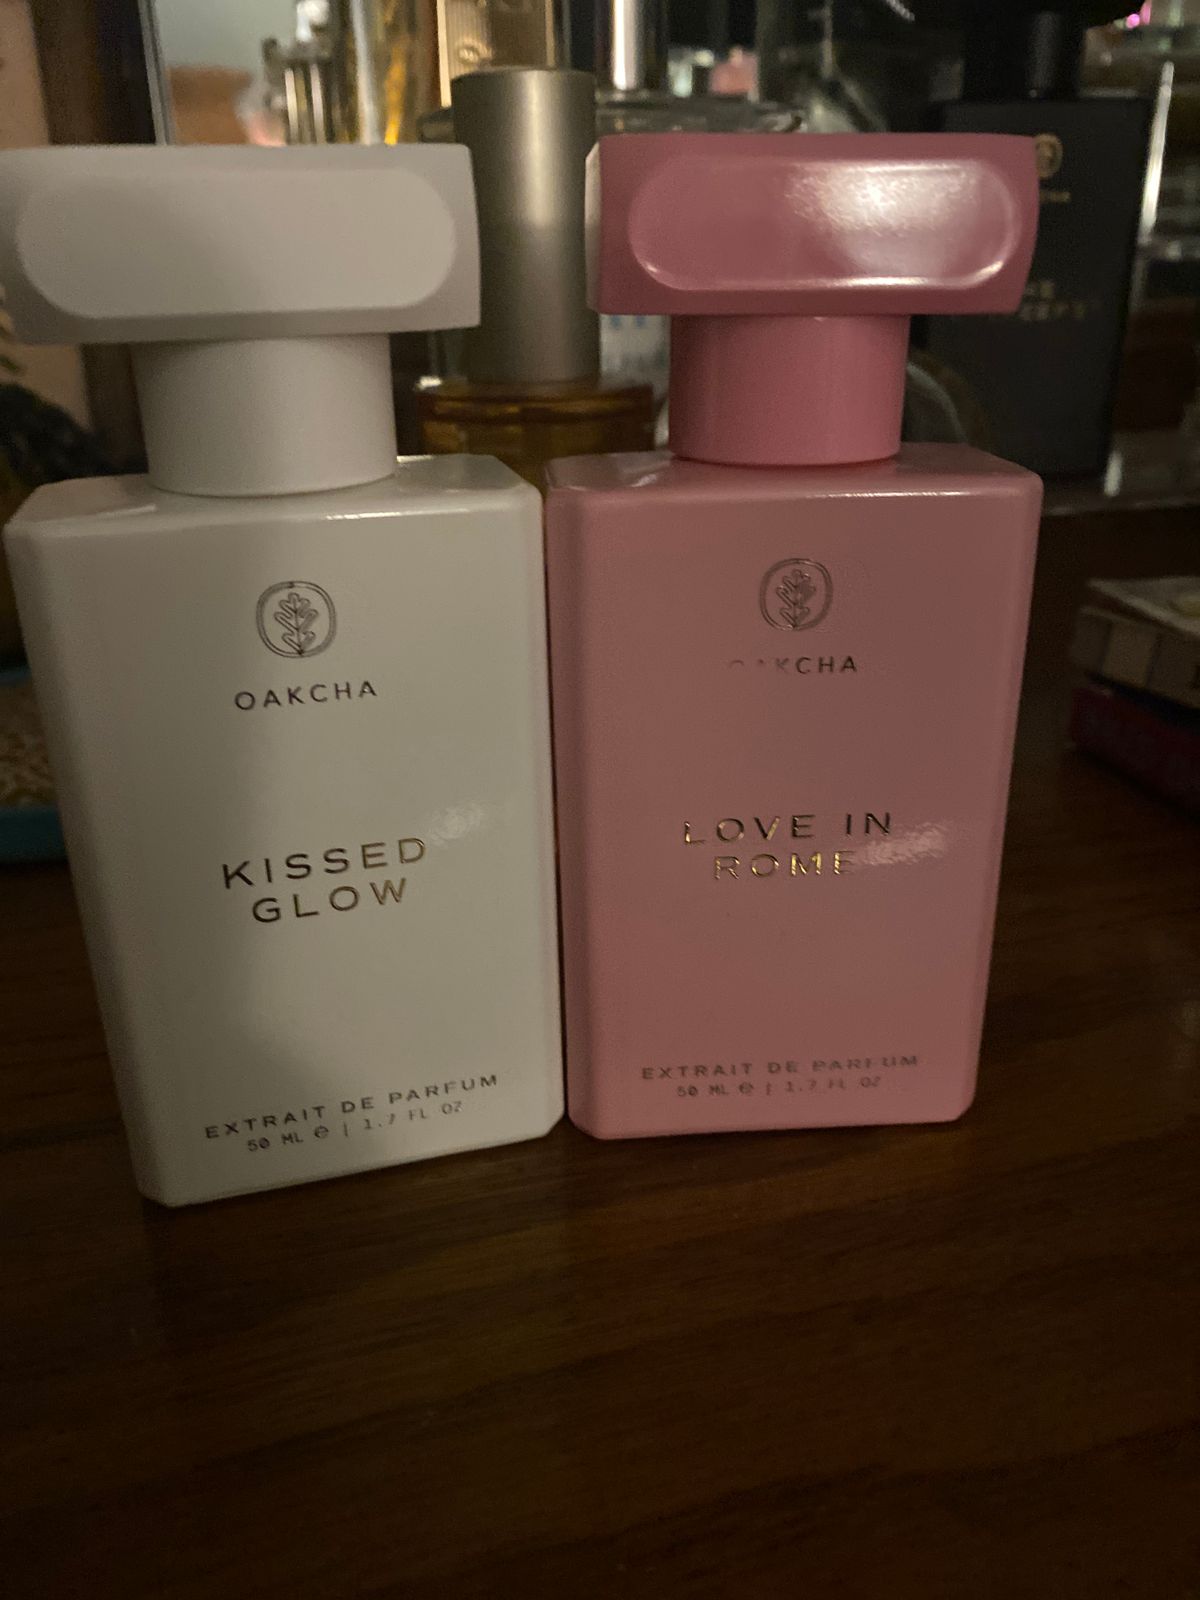 OAKCHA
KISSED
GLOW
EXTRAIT DE PARFUM
50 ML ℮ | 1.7 FL OZ
OAKCHA
LOVE IN
ROME
EXTRAIT DE PARFUM
50 ML ℮ | 1.7 FL OZ